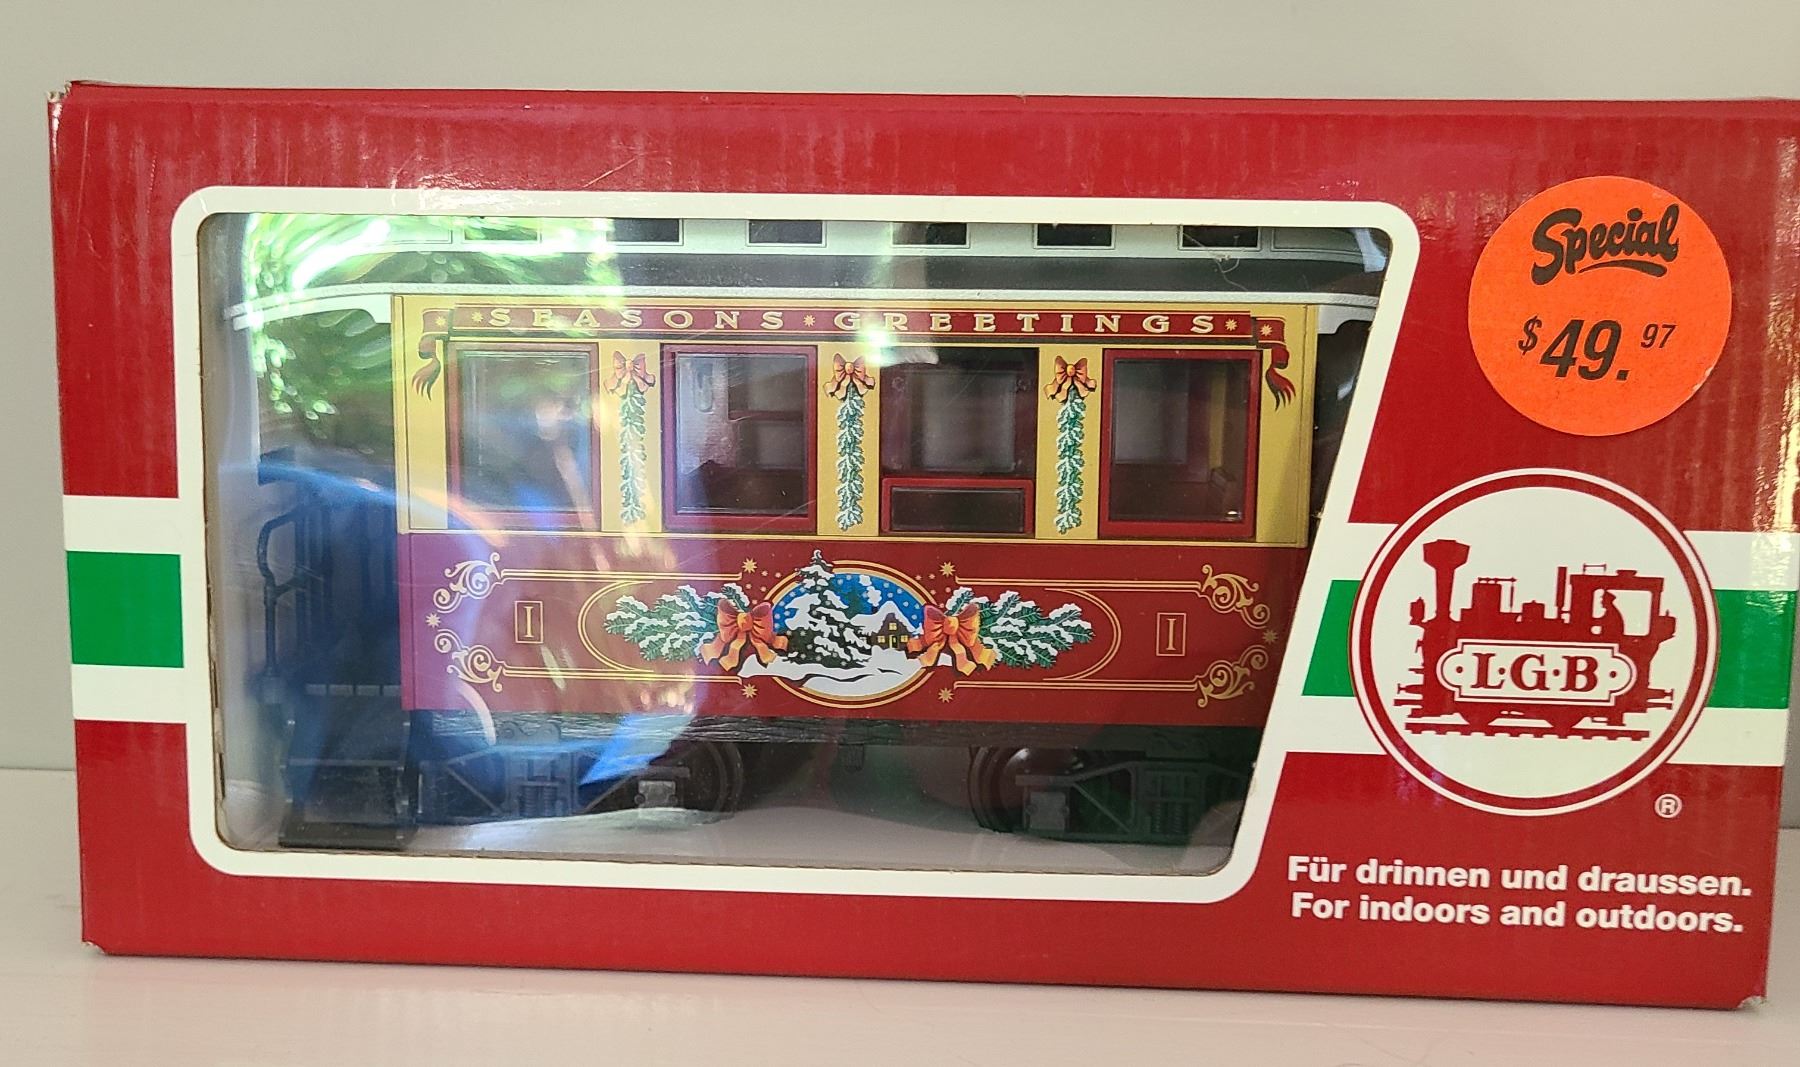 Special
$49.97
SEASONS * GREETINGS
I
I
L·G·B
®
Für drinnen und draussen.
For indoors and outdoors.